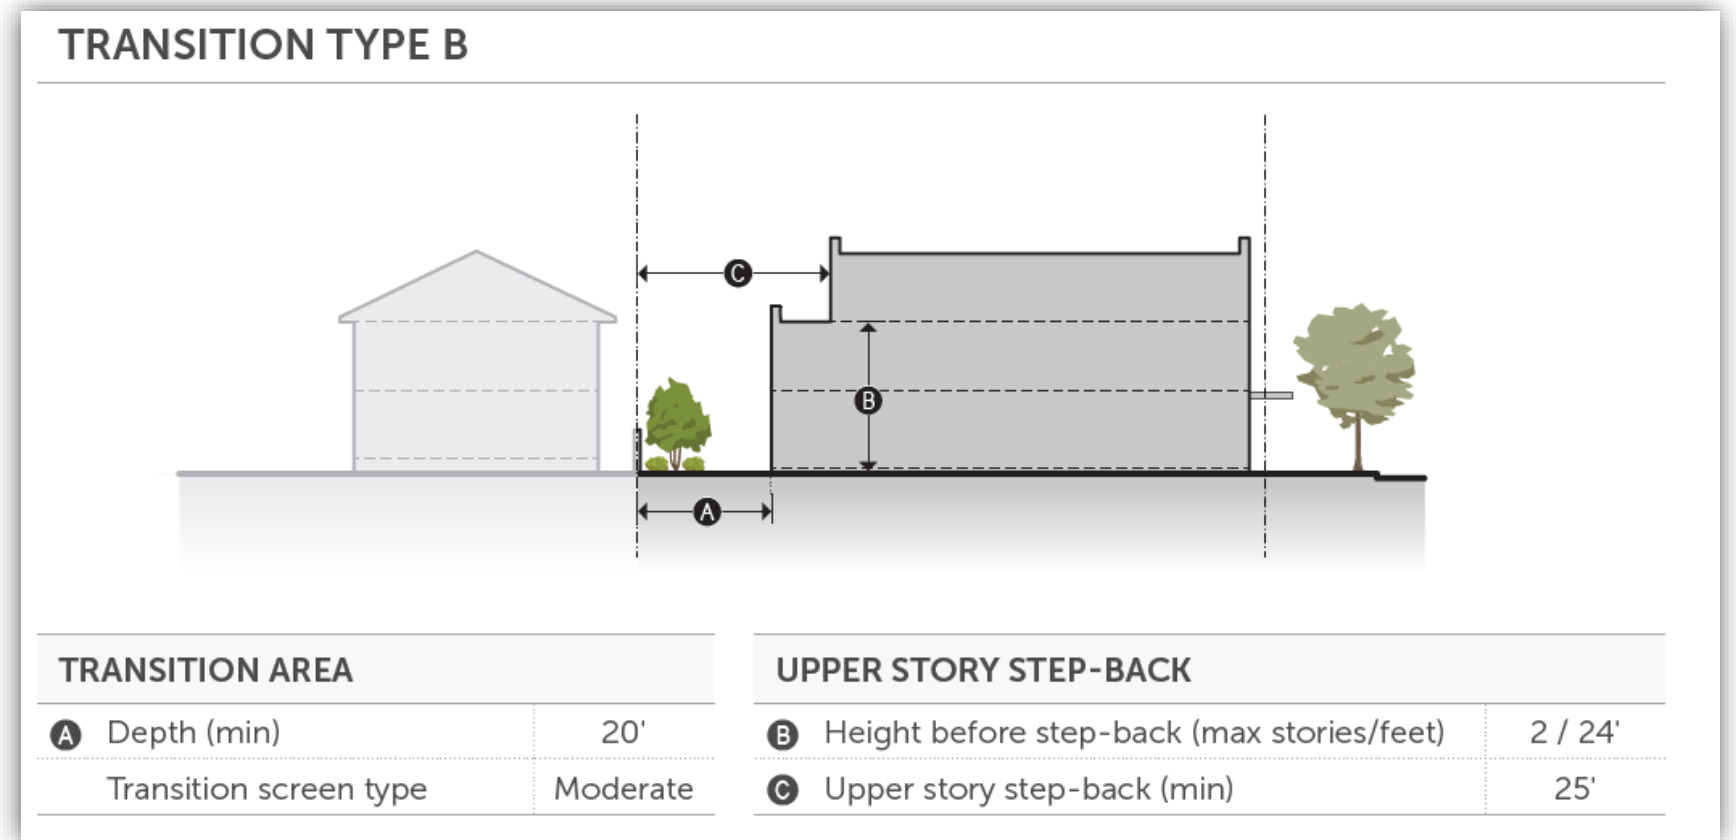 TRANSITION TYPE B
C
B
A
TRANSITION AREA
A Depth (min) 20'
Transition screen type Moderate
UPPER STORY STEP-BACK
B Height before step-back (max stories/feet) 2 / 24'
C Upper story step-back (min) 25'